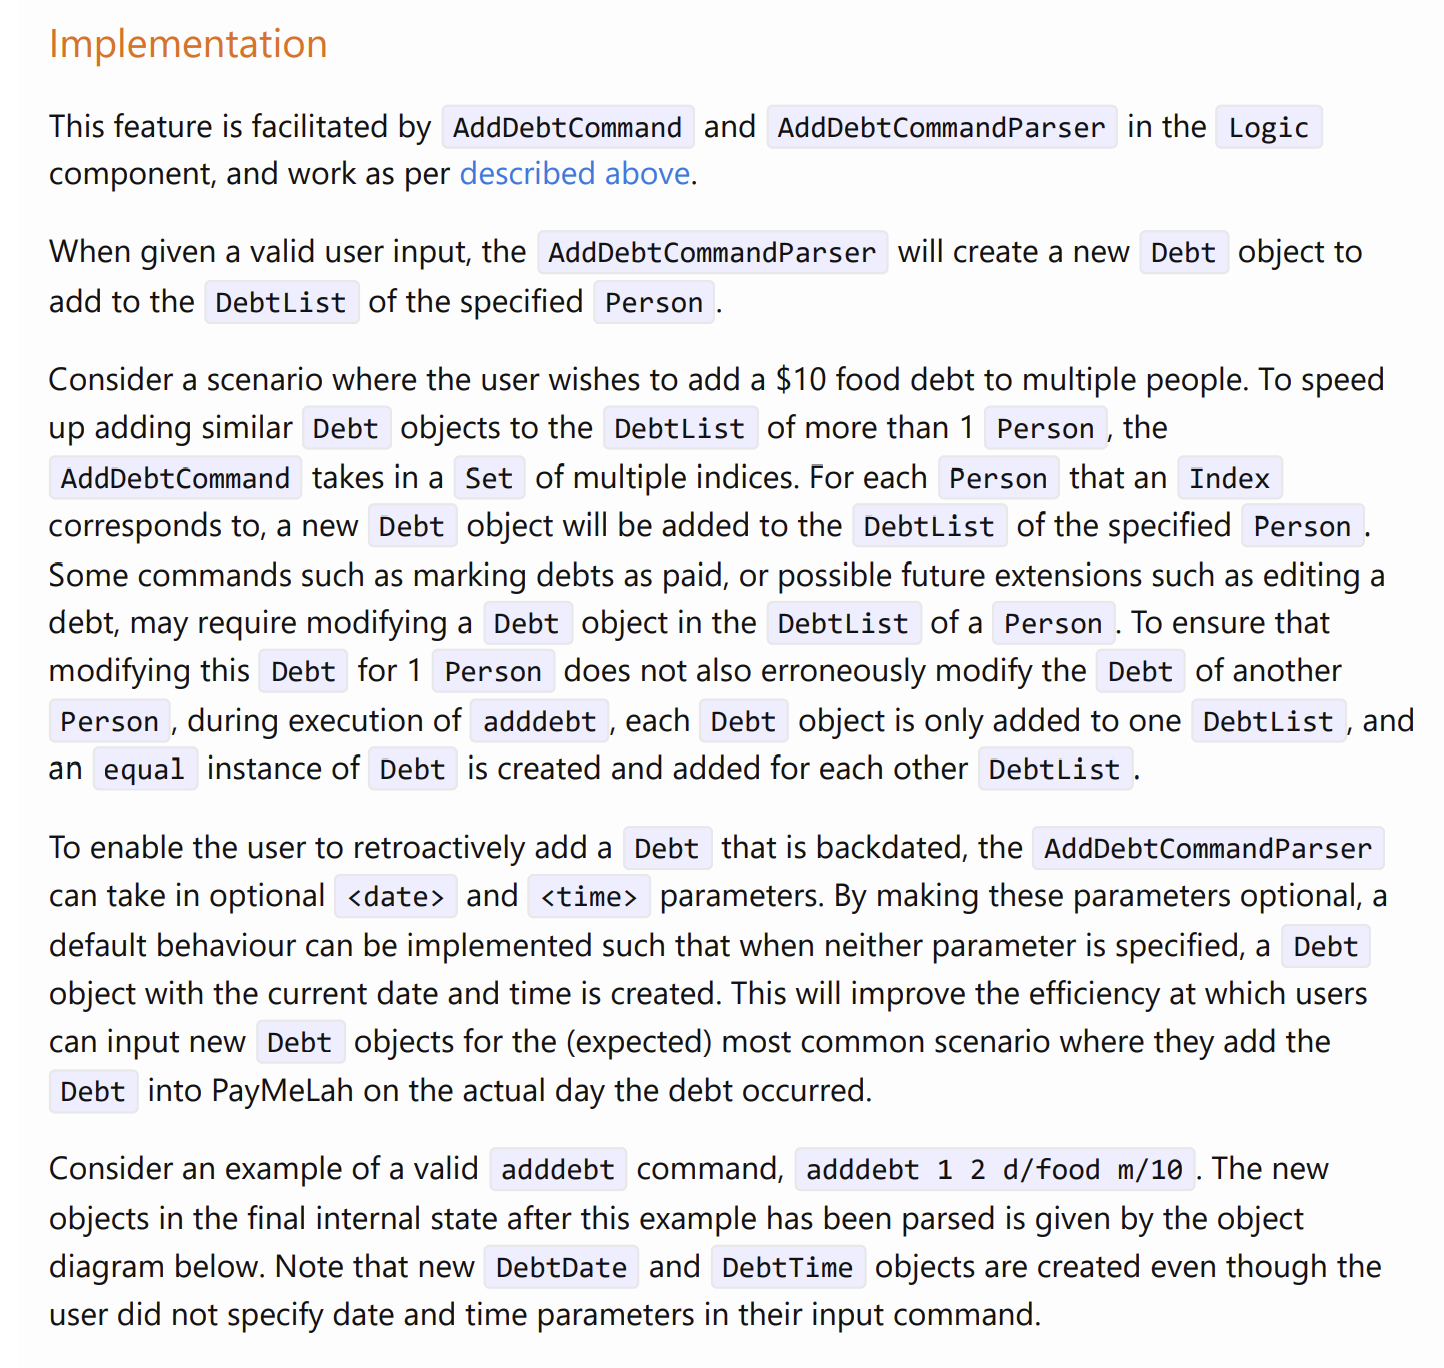 Implementation
This feature is facilitated by AddDebtCommand and AddDebtCommandParser in the Logic
component, and work as per described above.
When given a valid user input, the AddDebtCommandParser will create a new Debt object to
add to the DebtList of the specified Person.
Consider a scenario where the user wishes to add a $10 food debt to multiple people. To speed
up adding similar Debt objects to the DebtList of more than 1 Person, the
AddDebtCommand takes in a Set of multiple indices. For each Person that an Index
corresponds to, a new Debt object will be added to the DebtList of the specified Person.
Some commands such as marking debts as paid, or possible future extensions such as editing a
debt, may require modifying a Debt object in the DebtList of a Person. To ensure that
modifying this Debt for 1 Person does not also erroneously modify the Debt of another
Person, during execution of adddebt, each Debt object is only added to one DebtList, and
an equal instance of Debt is created and added for each other DebtList.
To enable the user to retroactively add a Debt that is backdated, the AddDebtCommandParser
can take in optional <date> and <time> parameters. By making these parameters optional, a
default behaviour can be implemented such that when neither parameter is specified, a Debt
object with the current date and time is created. This will improve the efficiency at which users
can input new Debt objects for the (expected) most common scenario where they add the
Debt into PayMeLah on the actual day the debt occurred.
Consider an example of a valid adddebt command, adddebt 1 2 d/food m/10. The new
objects in the final internal state after this example has been parsed is given by the object
diagram below. Note that new DebtDate and DebtTime objects are created even though the
user did not specify date and time parameters in their input command.